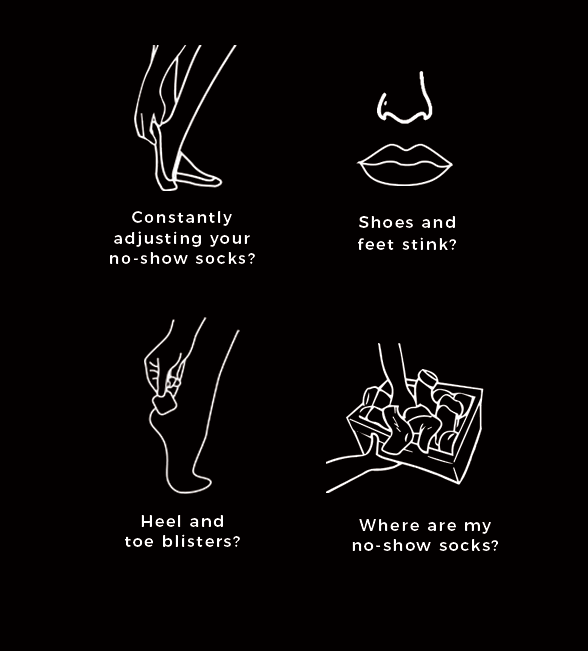 Constantly
adjusting your
no-show socks?
Shoes and
feet stink?
Heel and
toe blisters?
Where are my
no-show socks?